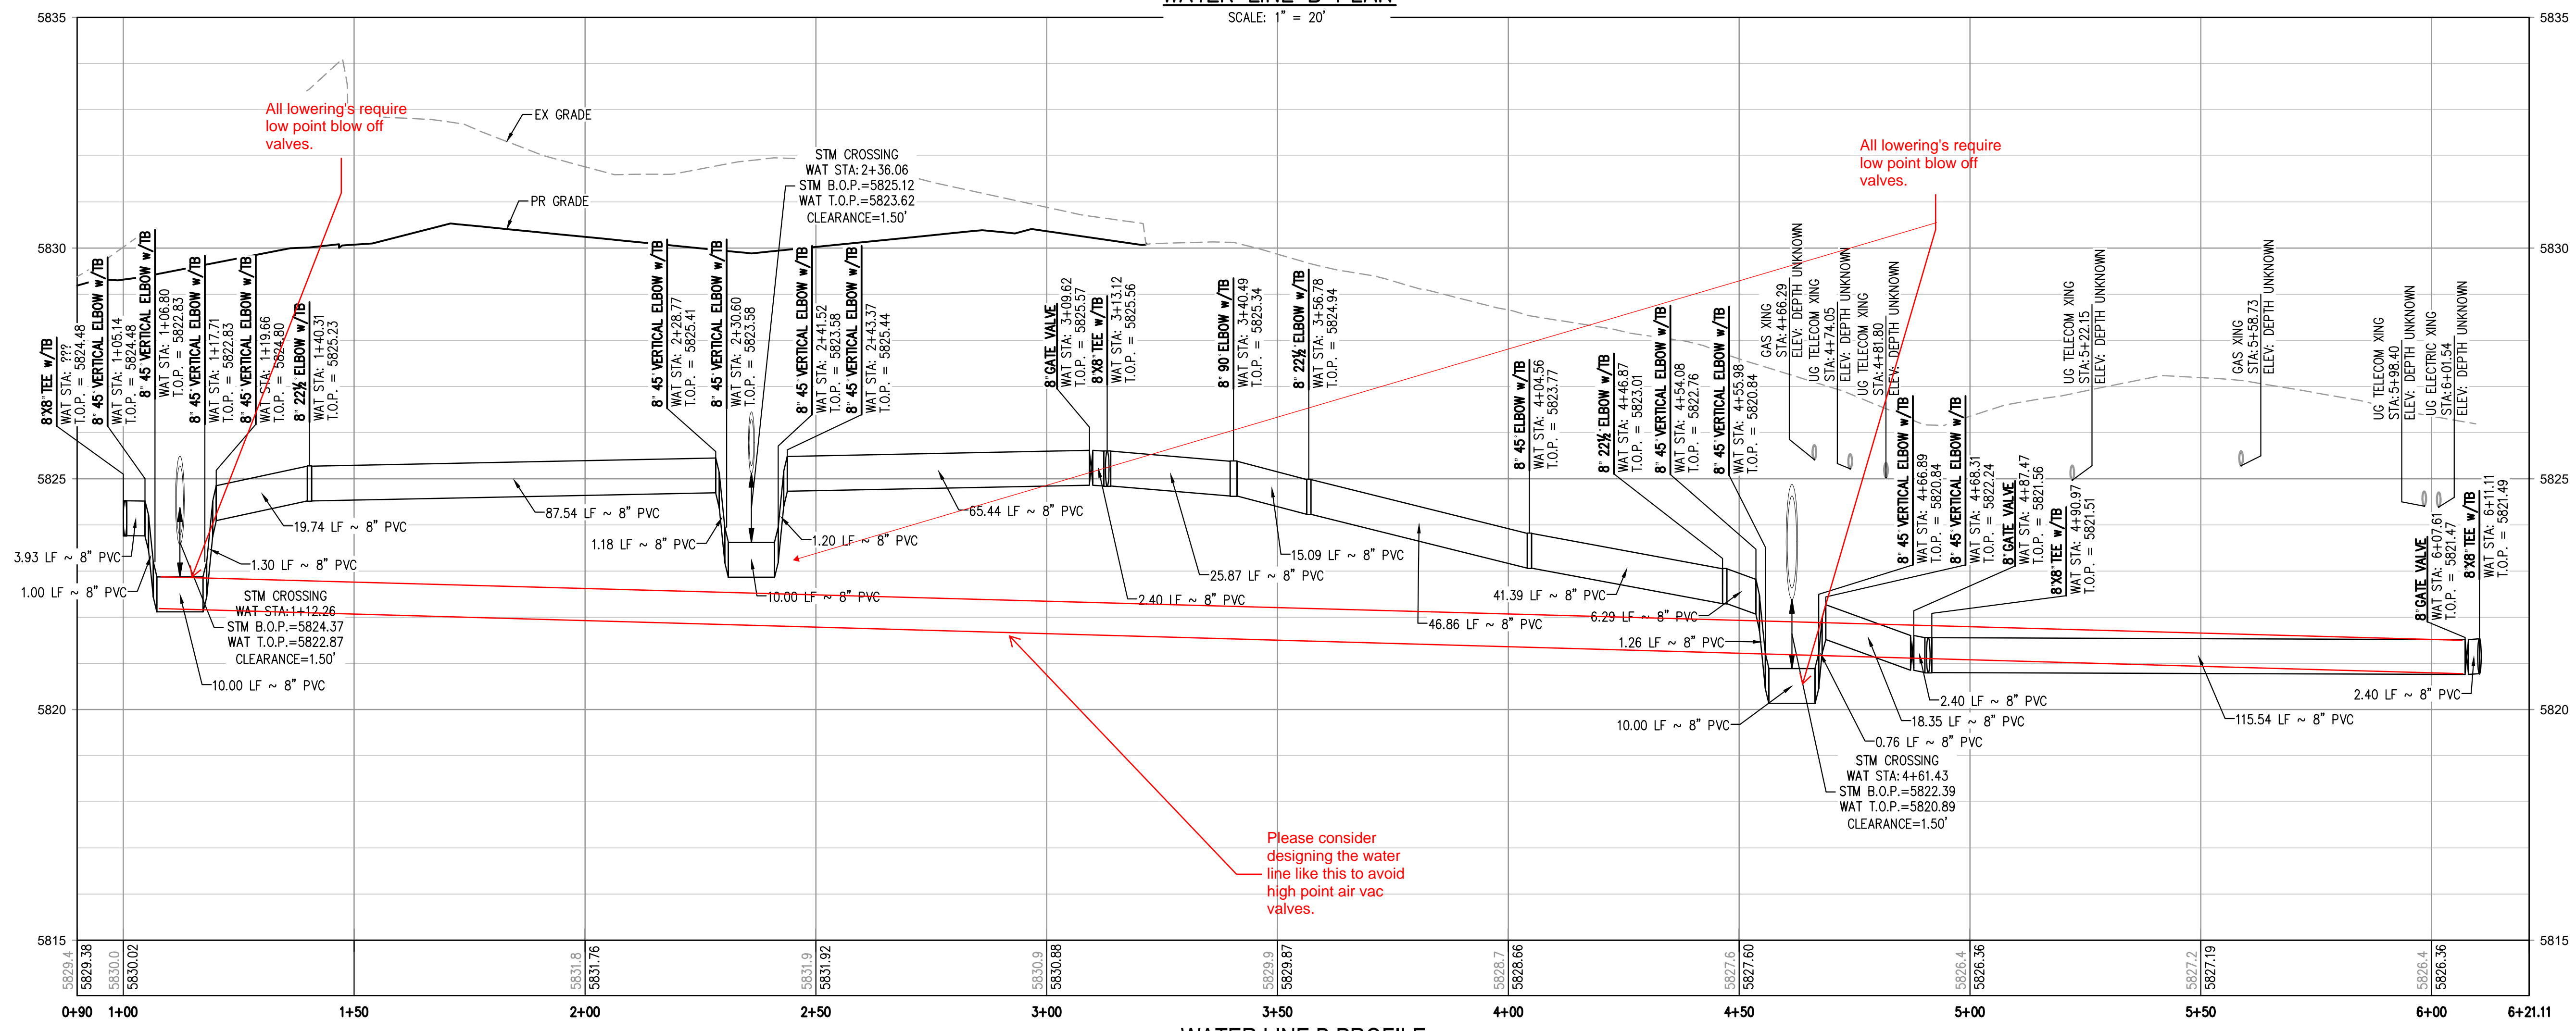 WATER LINE B PLAN
SCALE: 1" = 20'
5835
5835
5830
5830
5825
5825
5820
5820
5815
5815
All lowering's require
low point blow off
valves.
EX GRADE
PR GRADE
STM CROSSING
WAT STA: 2+36.06
STM B.O.P.=5825.12
WAT T.O.P.=5823.62
CLEARANCE=1.50'
All lowering's require
low point blow off
valves.
8"X8" TEE w/TB
WAT STA: ???
T.O.P. = 5824.48
8" 45° VERTICAL ELBOW w/TB
WAT STA: 1+05.14
T.O.P. = 5824.48
8" 45° VERTICAL ELBOW w/TB
WAT STA: 1+06.80
T.O.P. = 5822.83
8" 45° VERTICAL ELBOW w/TB
WAT STA: 1+17.71
T.O.P. = 5822.83
8" 45° VERTICAL ELBOW w/TB
WAT STA: 1+19.66
T.O.P. = 5824.80
8" 22½° ELBOW w/TB
WAT STA: 1+40.31
T.O.P. = 5825.23
8" 45° VERTICAL ELBOW w/TB
WAT STA: 2+28.77
T.O.P. = 5825.41
8" 45° VERTICAL ELBOW w/TB
WAT STA: 2+30.60
T.O.P. = 5823.58
8" 45° VERTICAL ELBOW w/TB
WAT STA: 2+41.52
T.O.P. = 5823.58
8" 45° VERTICAL ELBOW w/TB
WAT STA: 2+43.37
T.O.P. = 5825.44
8" GATE VALVE
WAT STA: 3+09.62
T.O.P. = 5825.57
8"X8" TEE w/TB
WAT STA: 3+13.12
T.O.P. = 5825.56
8" 90° ELBOW w/TB
WAT STA: 3+40.49
T.O.P. = 5825.34
8" 22½° ELBOW w/TB
WAT STA: 3+56.78
T.O.P. = 5824.94
8" 45° ELBOW w/TB
WAT STA: 4+04.56
T.O.P. = 5823.77
8" 22½° ELBOW w/TB
WAT STA: 4+46.87
T.O.P. = 5823.01
8" 45° VERTICAL ELBOW w/TB
WAT STA: 4+54.08
T.O.P. = 5822.76
8" 45° VERTICAL ELBOW w/TB
WAT STA: 4+55.98
T.O.P. = 5820.84
GAS XING
STA: 4+66.29
ELEV: DEPTH UNKNOWN
UG TELECOM XING
STA: 4+74.05
ELEV: DEPTH UNKNOWN
UG TELECOM XING
STA: 4+81.80
ELEV: DEPTH UNKNOWN
8" 45° VERTICAL ELBOW w/TB
WAT STA: 4+66.89
T.O.P. = 5820.84
8" 45° VERTICAL ELBOW w/TB
WAT STA: 4+68.31
T.O.P. = 5822.24
8" GATE VALVE
WAT STA: 4+87.47
T.O.P. = 5821.56
8"X8" TEE w/TB
WAT STA: 4+90.97
T.O.P. = 5821.51
UG TELECOM XING
STA: 5+22.15
ELEV: DEPTH UNKNOWN
GAS XING
STA: 5+58.73
ELEV: DEPTH UNKNOWN
UG TELECOM XING
STA: 5+98.40
ELEV: DEPTH UNKNOWN
UG ELECTRIC XING
STA: 6+01.54
ELEV: DEPTH UNKNOWN
8" GATE VALVE
WAT STA: 6+07.61
T.O.P. = 5821.47
8"X8" TEE w/TB
WAT STA: 6+11.11
T.O.P. = 5821.49
3.93 LF ~ 8" PVC
1.00 LF ~ 8" PVC
19.74 LF ~ 8" PVC
1.30 LF ~ 8" PVC
STM CROSSING
WAT STA: 1+12.26
STM B.O.P.=5824.37
WAT T.O.P.=5822.87
CLEARANCE=1.50'
10.00 LF ~ 8" PVC
87.54 LF ~ 8" PVC
1.18 LF ~ 8" PVC
1.20 LF ~ 8" PVC
10.00 LF ~ 8" PVC
65.44 LF ~ 8" PVC
2.40 LF ~ 8" PVC
25.87 LF ~ 8" PVC
15.09 LF ~ 8" PVC
46.86 LF ~ 8" PVC
41.39 LF ~ 8" PVC
6.29 LF ~ 8" PVC
1.26 LF ~ 8" PVC
10.00 LF ~ 8" PVC
2.40 LF ~ 8" PVC
18.35 LF ~ 8" PVC
0.76 LF ~ 8" PVC
STM CROSSING
WAT STA: 4+61.43
STM B.O.P.=5822.39
WAT T.O.P.=5820.89
CLEARANCE=1.50'
115.54 LF ~ 8" PVC
2.40 LF ~ 8" PVC
Please consider
designing the water
line like this to avoid
high point air vac
valves.
5829.4
5829.38
5830.0
5830.02
5831.8
5831.76
5831.9
5831.92
5830.9
5830.88
5829.9
5829.87
5828.7
5828.66
5827.6
5827.60
5826.4
5826.36
5827.2
5827.19
5826.4
5826.36
0+90 1+00 1+50 2+00 2+50 3+00 3+50 4+00 4+50 5+00 5+50 6+00 6+21.11
WATER LINE B PROFILE